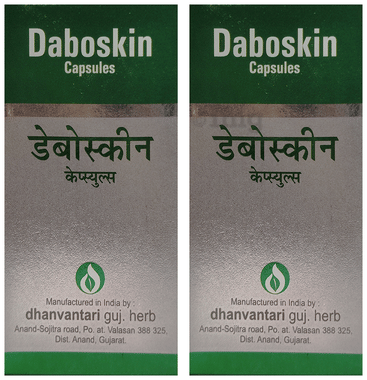 Daboskin
Capsules
डेबोस्कीन
केप्स्युल्स
Manufactured in India by :
dhanvantari guj. herb
Anand-Sojitra road, Po. at. Valasan 388 325.
Dist. Anand, Gujarat.
Daboskin
Capsules
डेबोस्कीन
केप्स्युल्स
Manufactured in India by :
dhanvantari guj. herb
Anand-Sojitra road, Po. at. Valasan 388 325.
Dist. Anand, Gujarat.